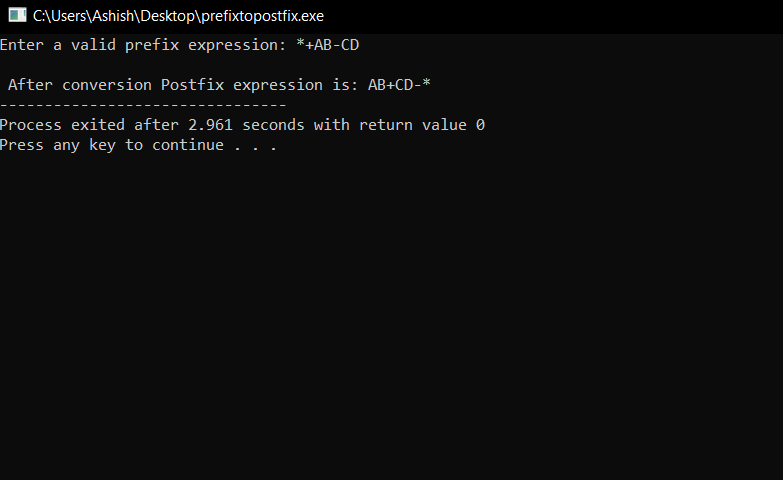 C:\Users\Ashish\Desktop\prefixtopostfix.exe
Enter a valid prefix expression: *+AB-CD
After conversion Postfix expression is: AB+CD-*
--------------------------------
Process exited after 2.961 seconds with return value 0
Press any key to continue . . .